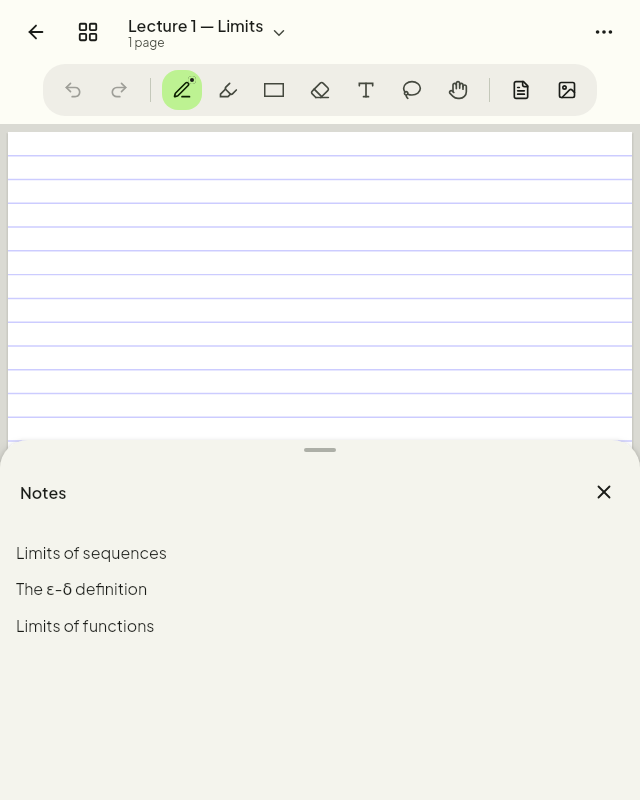 Lecture 1 — Limits
1 page
Notes
Limits of sequences
The ε-δ definition
Limits of functions